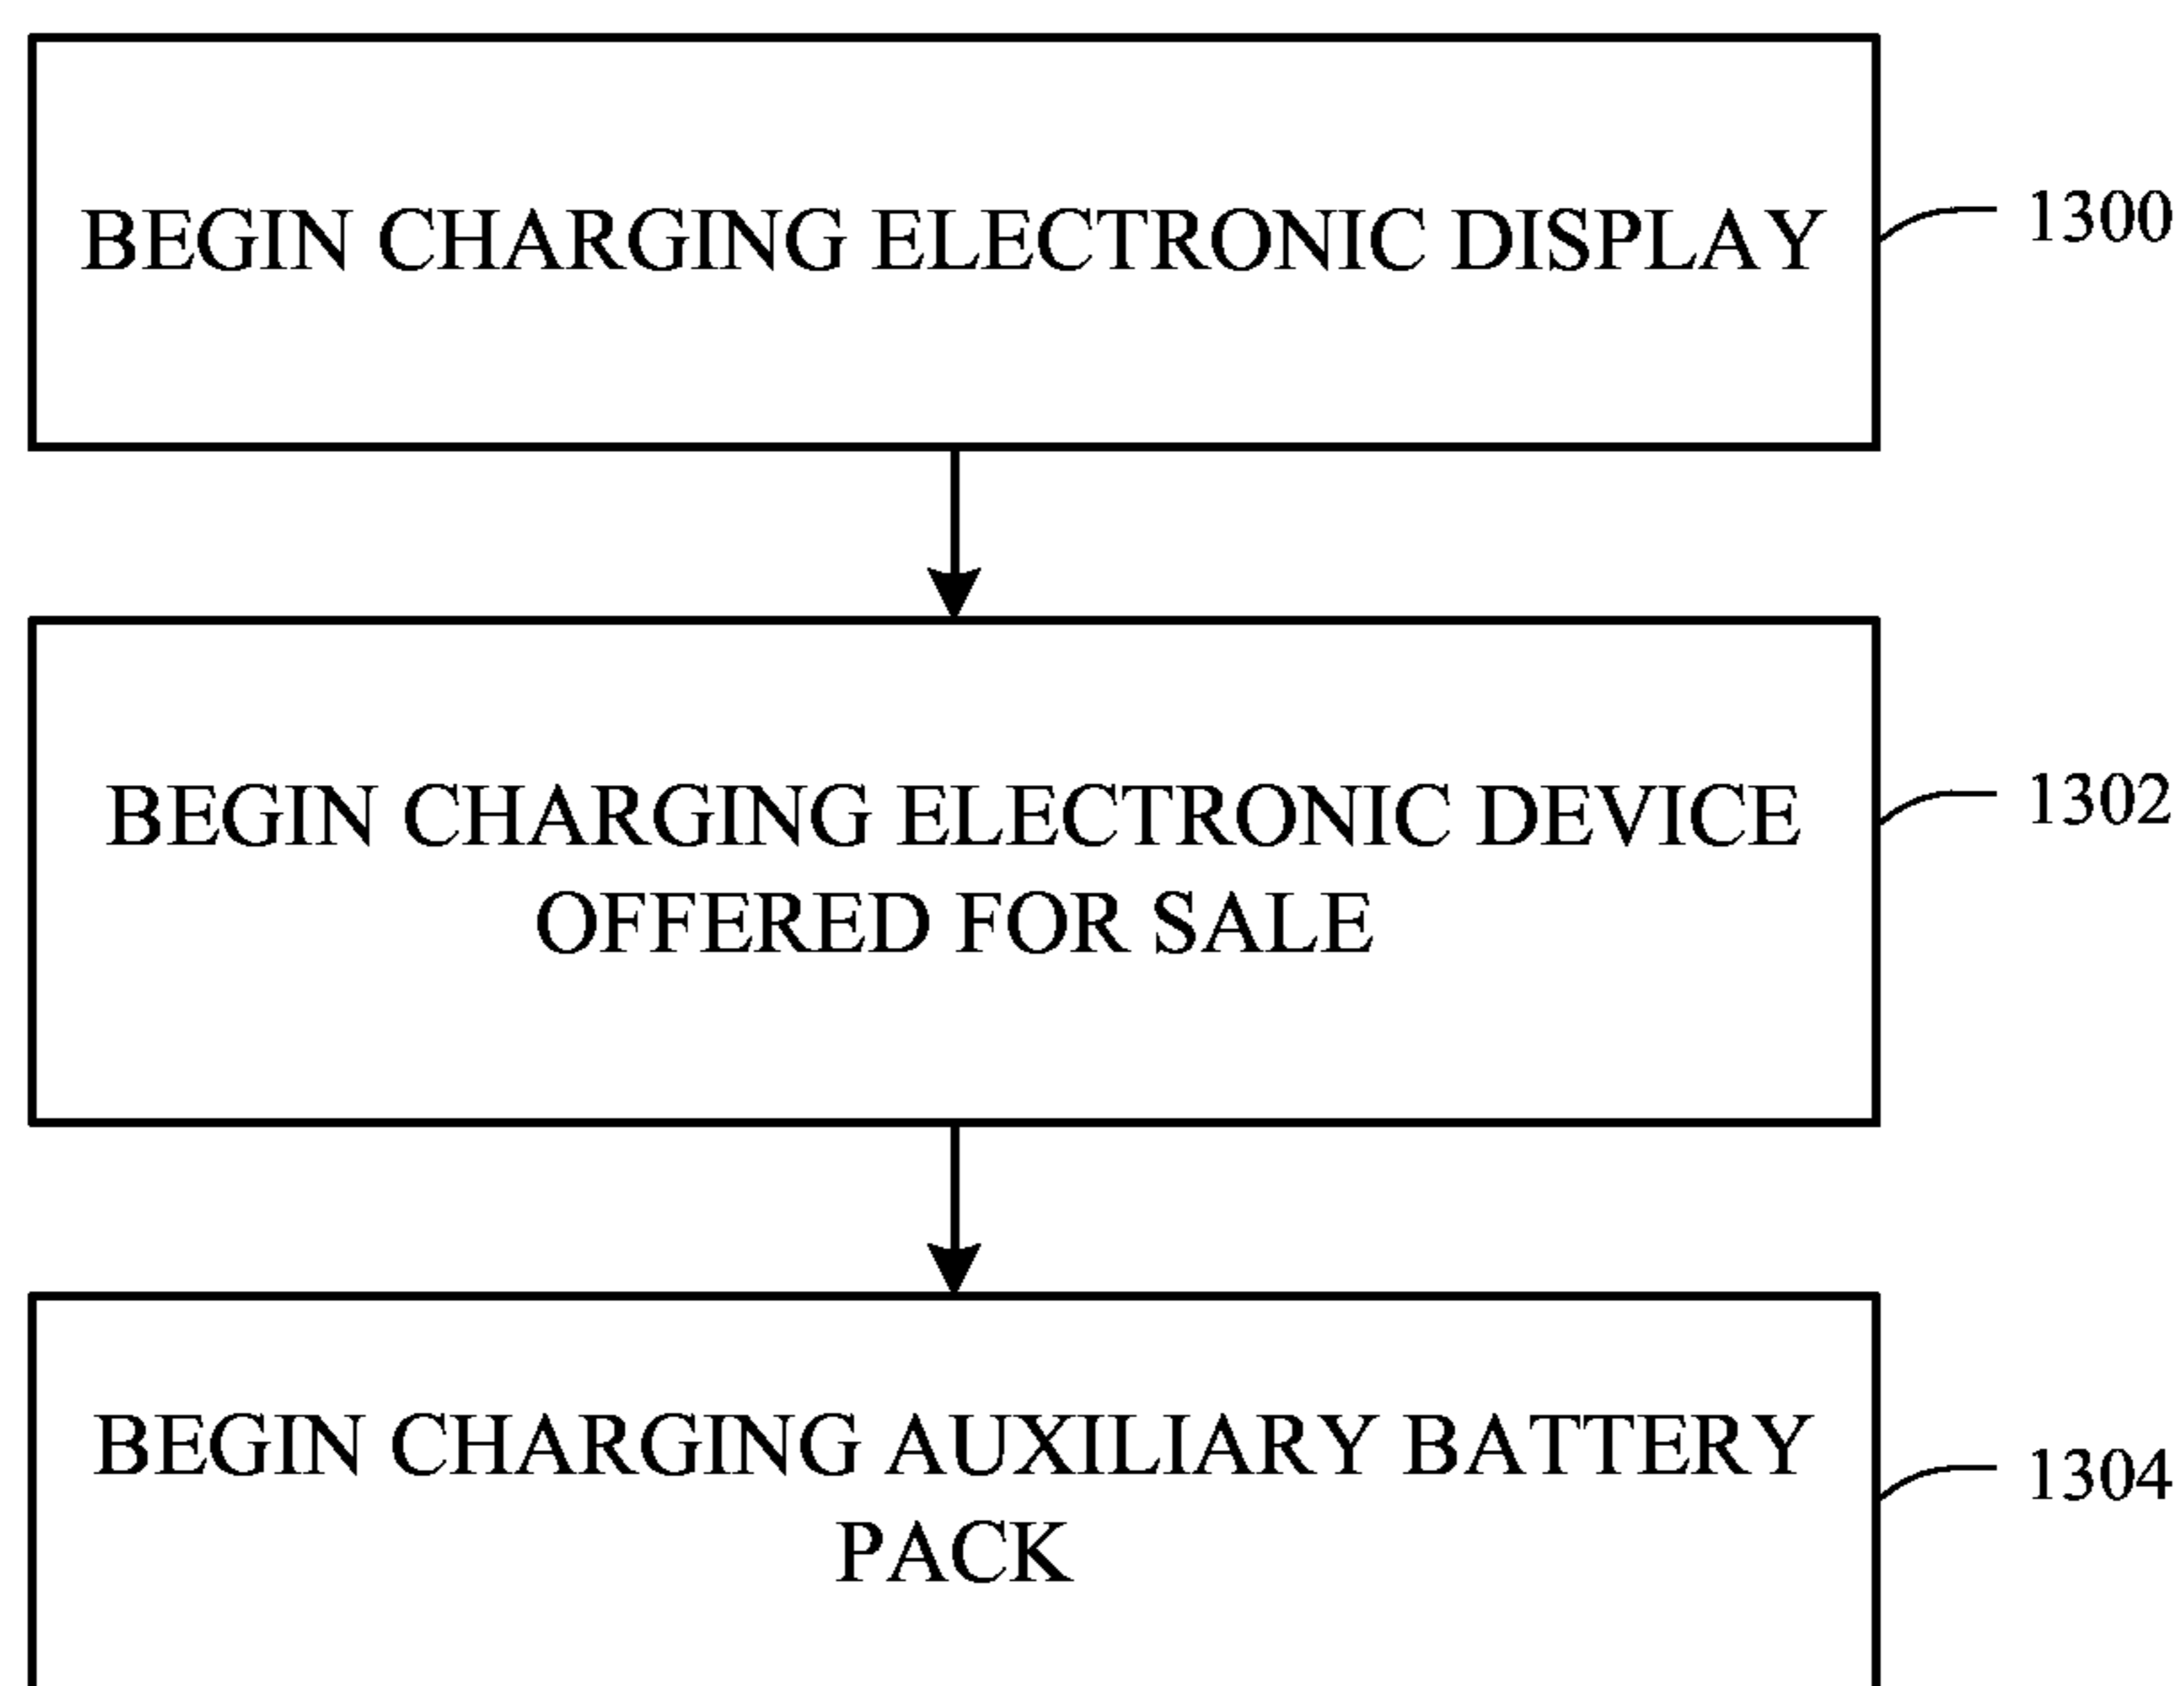 BEGIN CHARGING ELECTRONIC DISPLAY
1300
BEGIN CHARGING ELECTRONIC DEVICE
OFFERED FOR SALE
1302
BEGIN CHARGING AUXILIARY BATTERY
PACK
1304